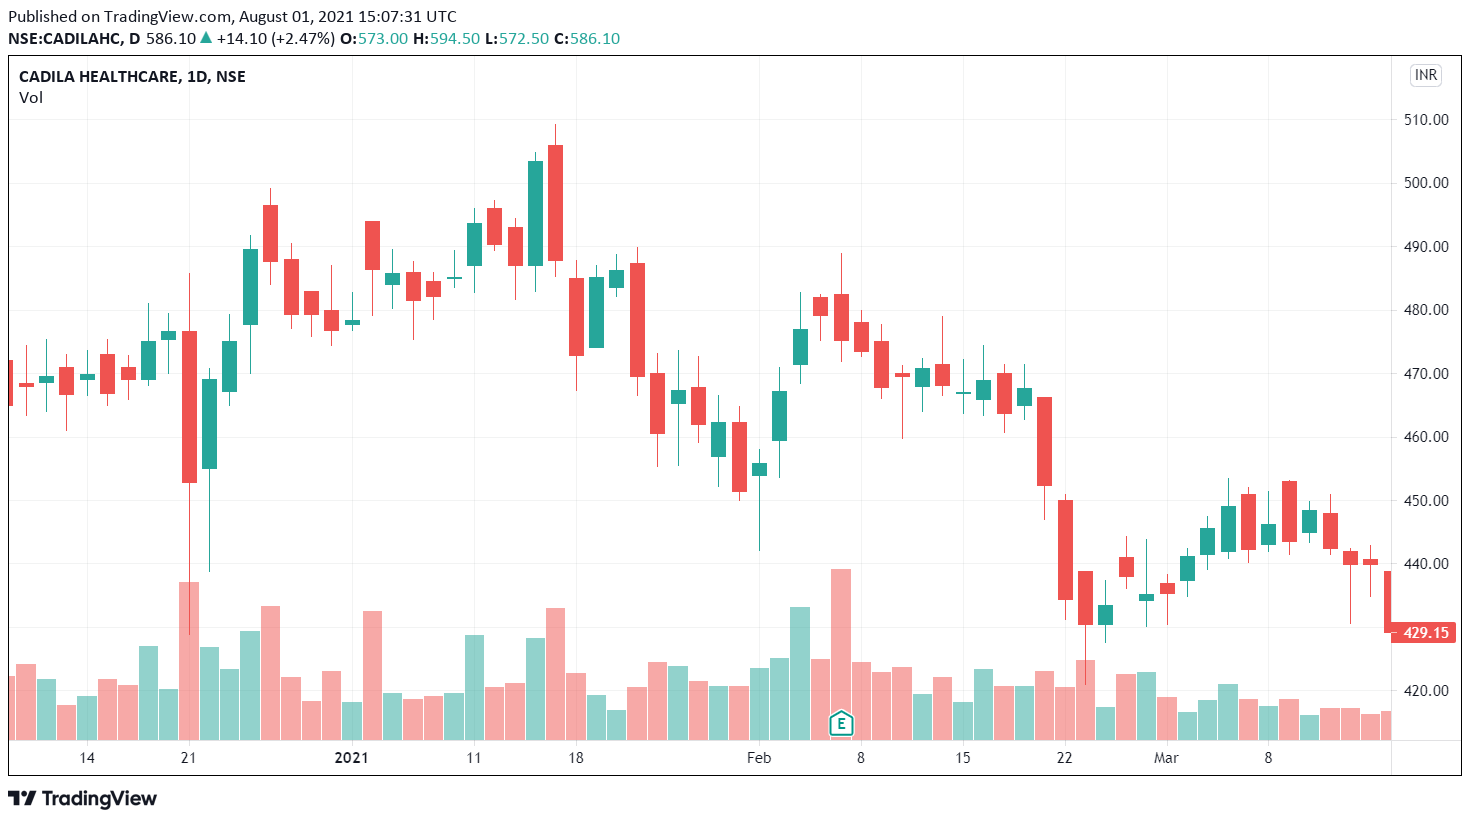 Published on TradingView.com, August 01, 2021 15:07:31 UTC
NSE:CADILAHC, D 586.10 ▲ +14.10 (+2.47%) O:573.00 H:594.50 L:572.50 C:586.10
CADILA HEALTHCARE, 1D, NSE
Vol
INR
510.00
500.00
490.00
480.00
470.00
460.00
450.00
440.00
429.15
420.00
E
14 21 2021 11 18 Feb 8 15 22 Mar 8
TradingView